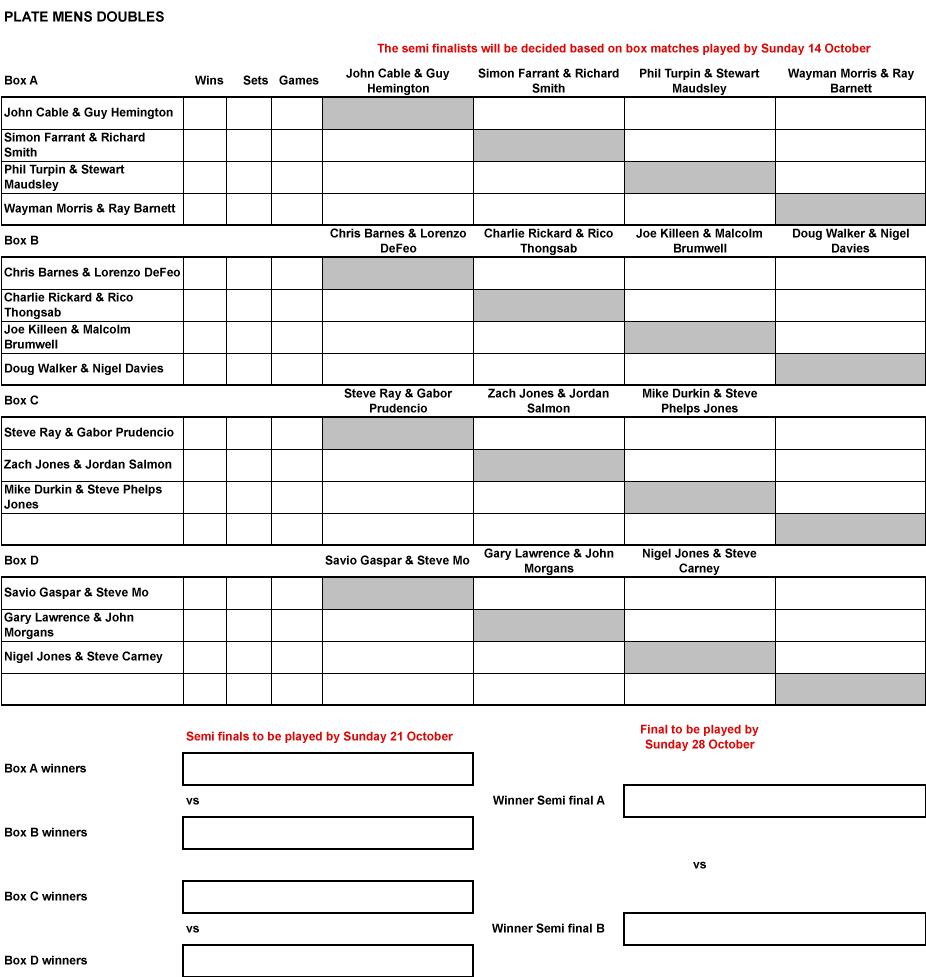 PLATE MENS DOUBLES
The semi finalists will be decided based on box matches played by Sunday 14 October
Box A Wins Sets Games John Cable & Guy Simon Farrant & Richard Phil Turpin & Stewart Wayman Morris & Ray
Hemington Smith Maudsley Barnett
John Cable & Guy Hemington
Simon Farrant & Richard
Smith
Phil Turpin & Stewart
Maudsley
Wayman Morris & Ray Barnett
Box B Chris Barnes & Lorenzo Charlie Rickard & Rico Joe Killeen & Malcolm Doug Walker & Nigel
DeFeo Thongsab Brumwell Davies
Chris Barnes & Lorenzo DeFeo
Charlie Rickard & Rico
Thongsab
Joe Killeen & Malcolm
Brumwell
Doug Walker & Nigel Davies
Box C Steve Ray & Gabor Zach Jones & Jordan Mike Durkin & Steve
Prudencio Salmon Phelps Jones
Steve Ray & Gabor Prudencio
Zach Jones & Jordan Salmon
Mike Durkin & Steve Phelps
Jones
Box D Savio Gaspar & Steve Mo Gary Lawrence & John Nigel Jones & Steve
Morgans Carney
Savio Gaspar & Steve Mo
Gary Lawrence & John
Morgans
Nigel Jones & Steve Carney
Semi finals to be played by Sunday 21 October
Final to be played by
Sunday 28 October
Box A winners
vs
Winner Semi final A
Box B winners
vs
Box C winners
vs
Winner Semi final B
Box D winners